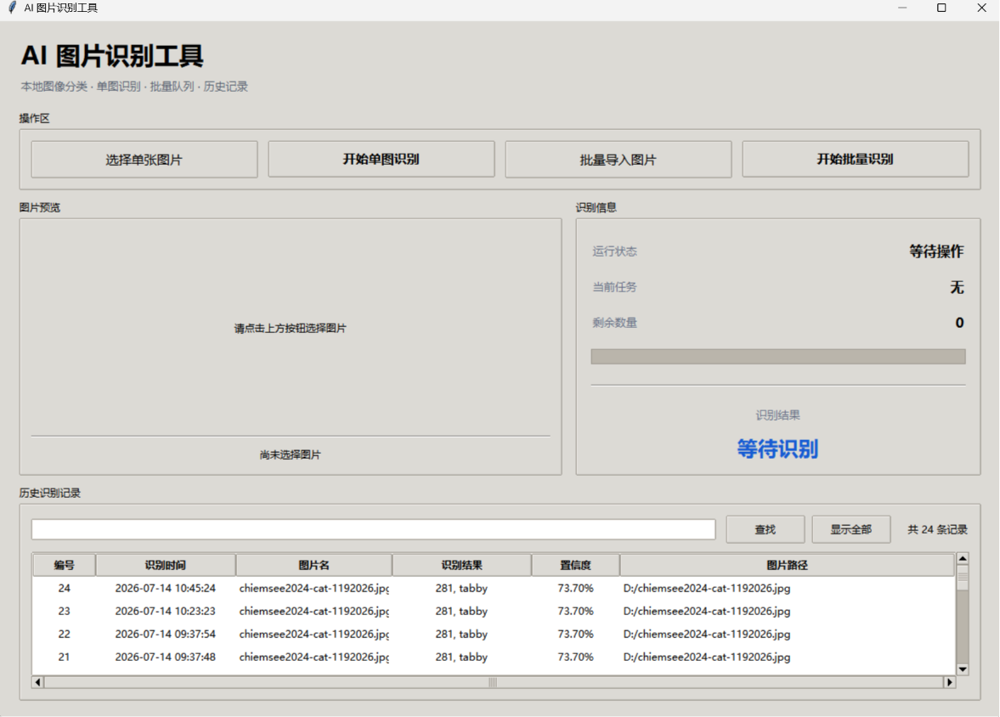 AI 图片识别工具
AI 图片识别工具
本地图像分类 · 单图识别 · 批量队列 · 历史记录
操作区
选择单张图片 开始单图识别 批量导入图片 开始批量识别
图片预览
请点击上方按钮选择图片
尚未选择图片
识别信息
运行状态 等待操作
当前任务 无
剩余数量 0
识别结果
等待识别
历史识别记录
查找 显示全部 共 24 条记录
编号 识别时间 图片名 识别结果 置信度 图片路径
24 2026-07-14 10:45:24 chiemsee2024-cat-1192026.jpg 281, tabby 73.70% D:/chiemsee2024-cat-1192026.jpg
23 2026-07-14 10:23:23 chiemsee2024-cat-1192026.jpg 281, tabby 73.70% D:/chiemsee2024-cat-1192026.jpg
22 2026-07-14 09:37:54 chiemsee2024-cat-1192026.jpg 281, tabby 73.70% D:/chiemsee2024-cat-1192026.jpg
21 2026-07-14 09:37:48 chiemsee2024-cat-1192026.jpg 281, tabby 73.70% D:/chiemsee2024-cat-1192026.jpg